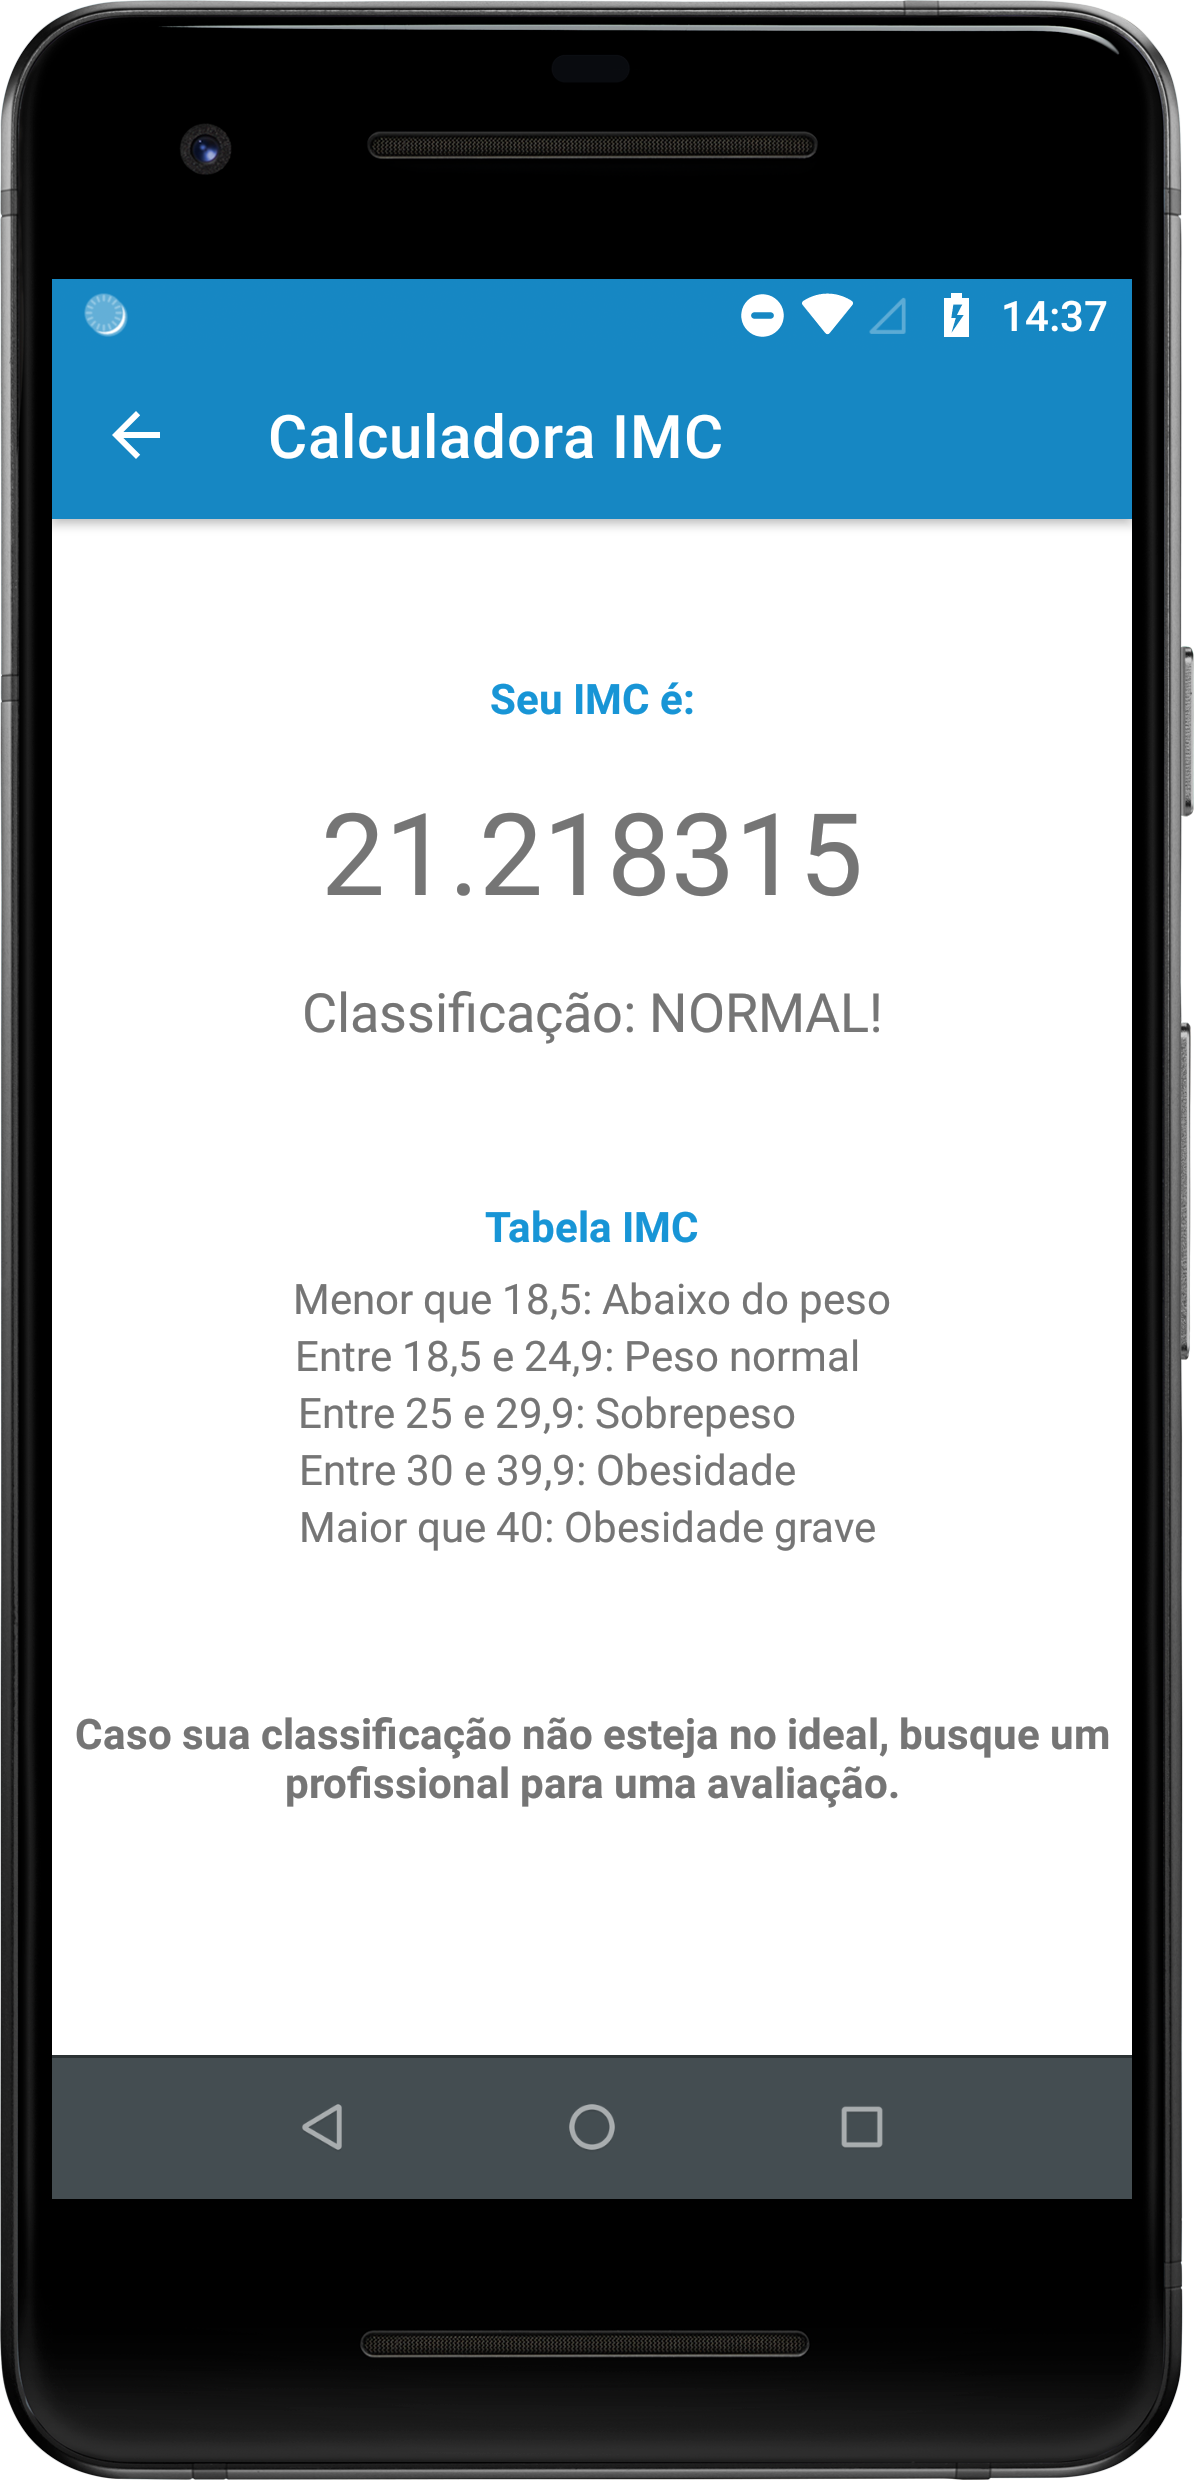 14:37
Calculadora IMC
Seu IMC é:
21.218315
Classificação: NORMAL!
Tabela IMC
Menor que 18,5: Abaixo do peso
Entre 18,5 e 24,9: Peso normal
Entre 25 e 29,9: Sobrepeso
Entre 30 e 39,9: Obesidade
Maior que 40: Obesidade grave
Caso sua classificação não esteja no ideal, busque um
profissional para uma avaliação.